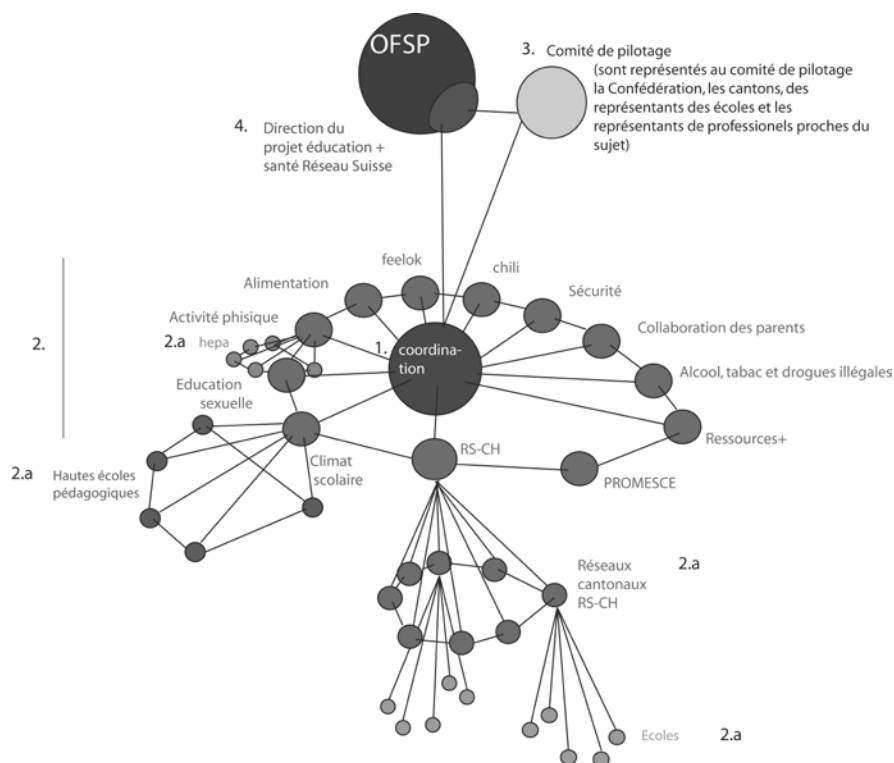 OFSP
3. Comité de pilotage
(sont représentés au comité de pilotage
la Confédération, les cantons, des
représentants des écoles et les
représentants de professionels proches du
sujet)
4. Direction du
projet éducation +
santé Réseau Suisse
feelok
chili
Alimentation
Sécurité
Activité phisique
Collaboration des parents
2.
2.a hepa
1. coordina-
tion
Alcool, tabac et drogues illégales
Education
sexuelle
Ressources+
RS-CH
Climat
scolaire
2.a Hautes écoles
pédagogiques
PROMESCE
Réseaux 2.a
cantonaux
RS-CH
Ecoles 2.a